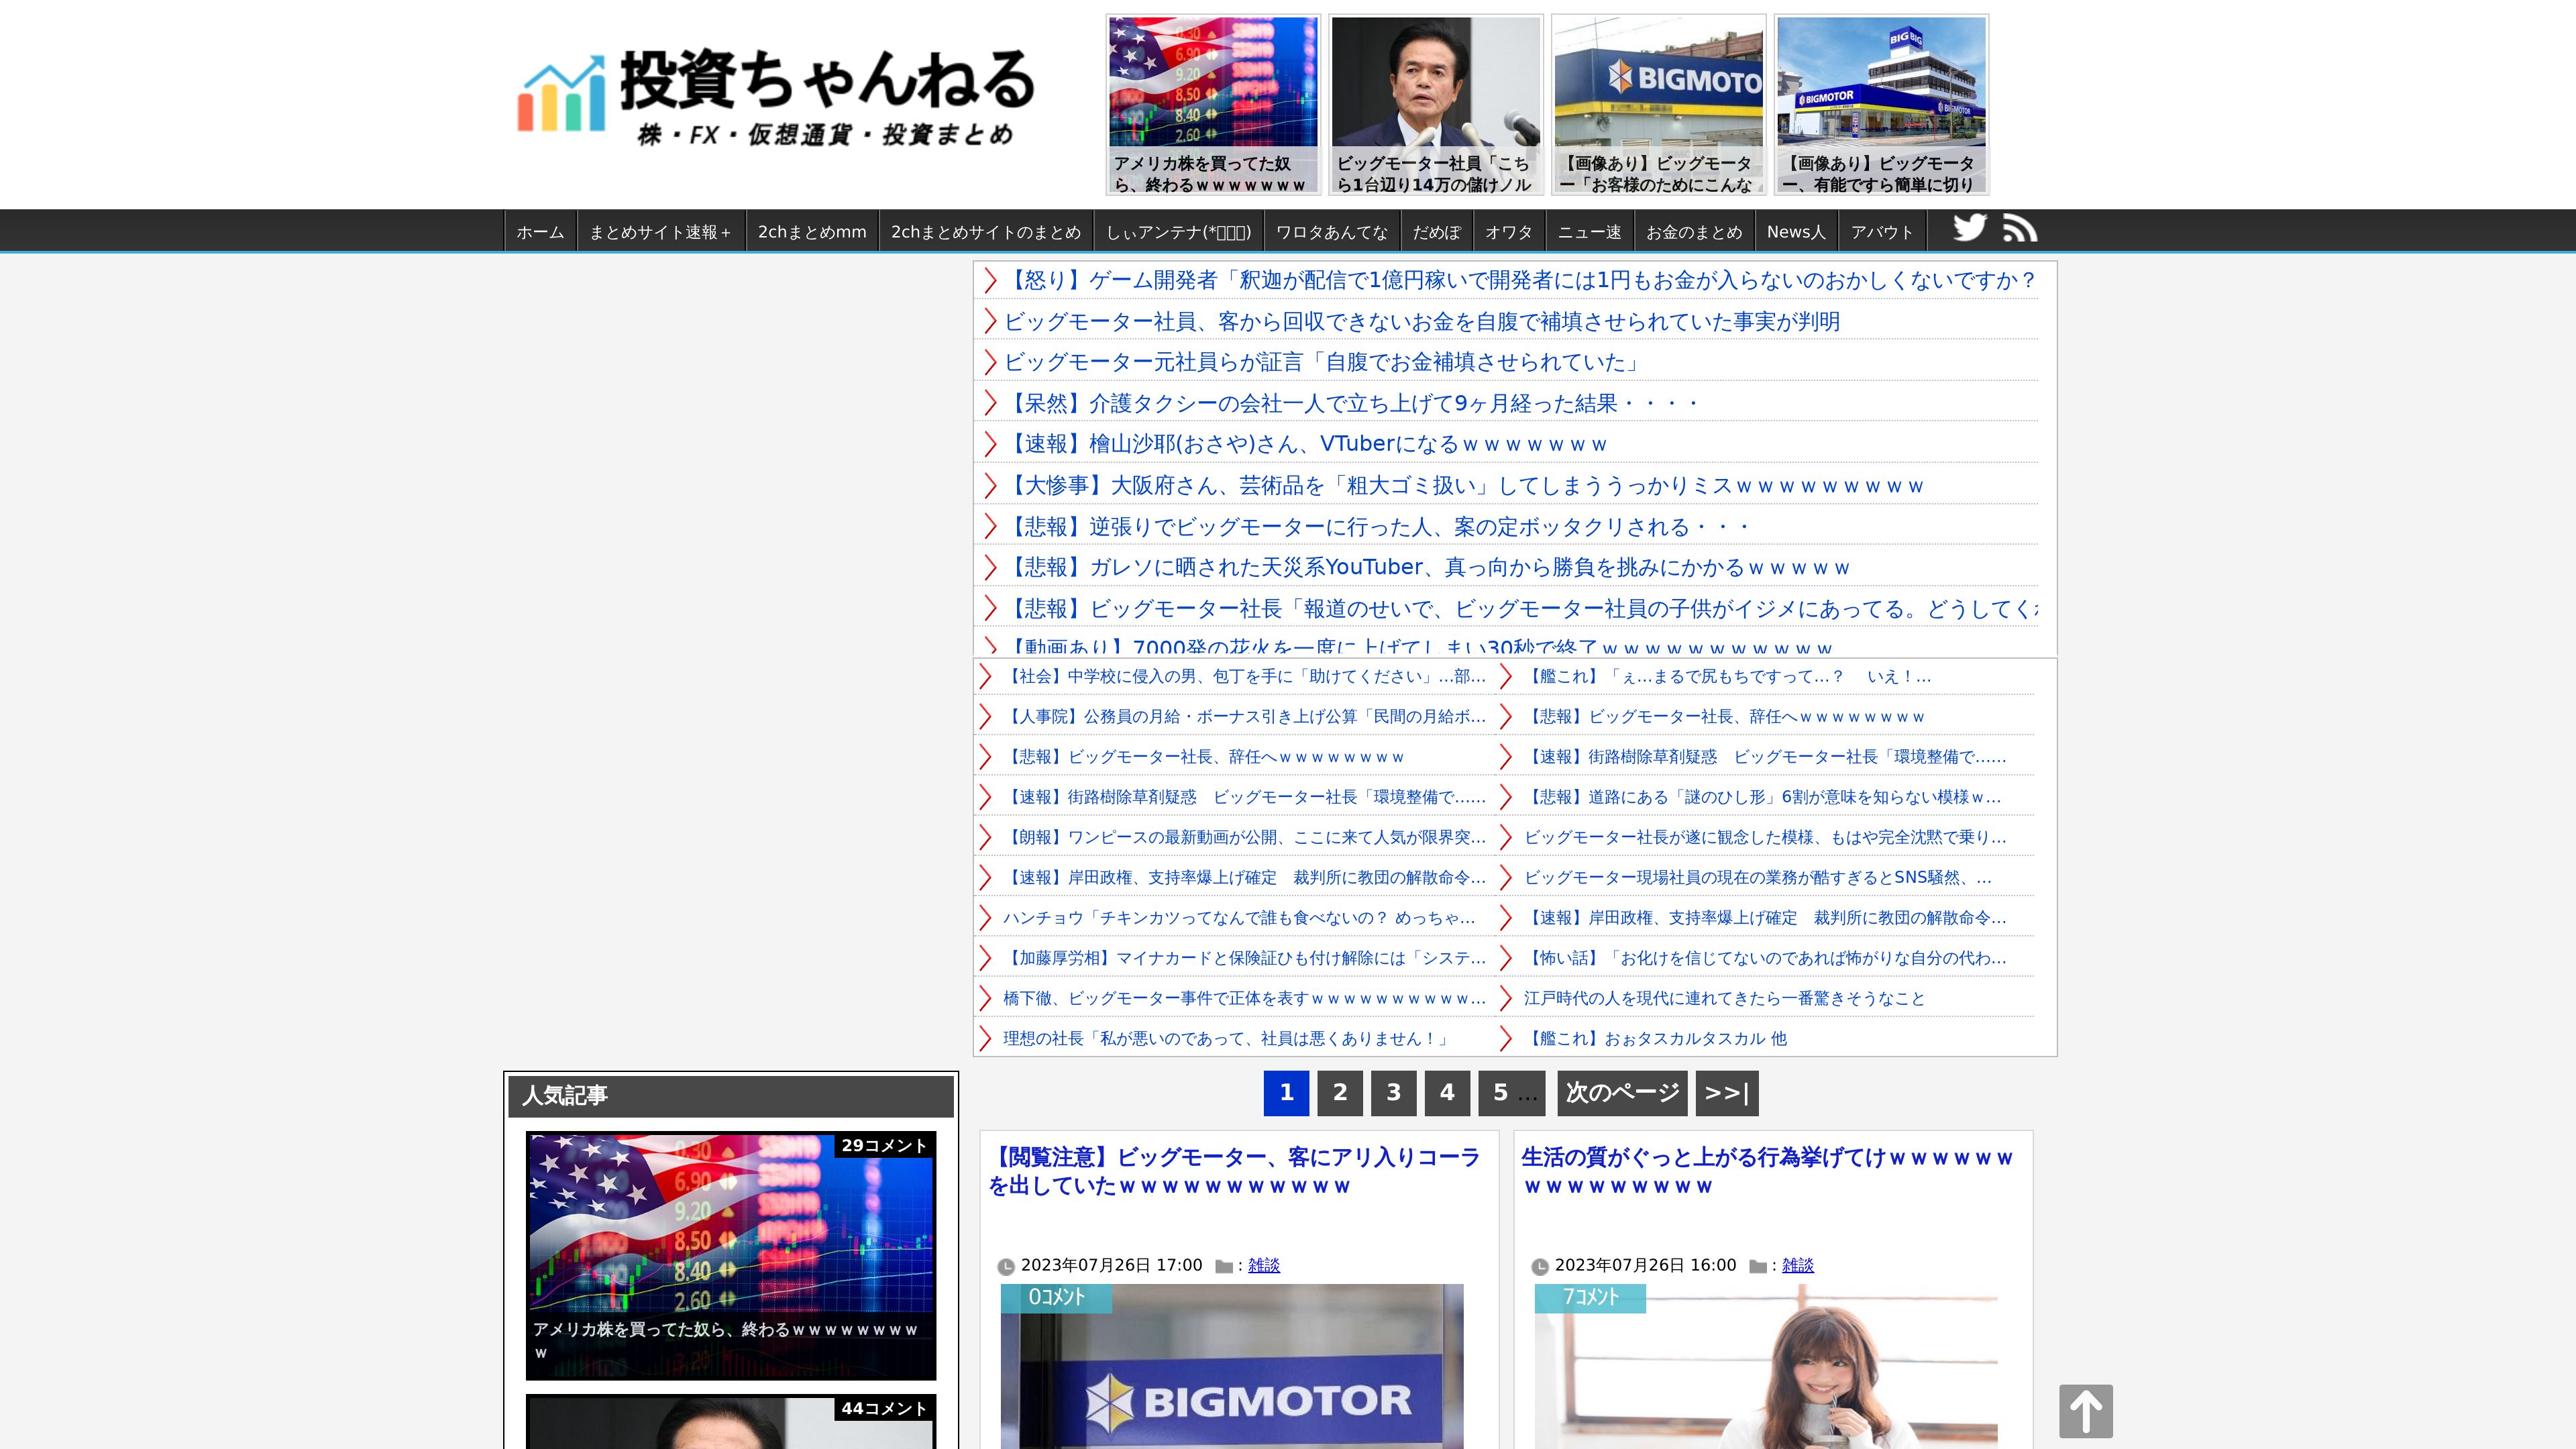 投資ちゃんねる
株・FX・仮想通貨・投資まとめ
アメリカ株を買ってた奴
ら、終わるｗｗｗｗｗｗｗ
BIGMOTO
ビッグモーター社員「こち
ら1台辺り14万の儲けノル
【画像あり】ビッグモータ
ー「お客様のためにこんな
BIG BIG
BIGMOTOR
【画像あり】ビッグモータ
ー、有能ですら簡単に切り
ホーム まとめサイト速報＋ 2chまとめmm 2chまとめサイトのまとめ しぃアンテナ(*) ワロタあんてな だめぽ オワタ ニュー速 お金のまとめ News人 アバウト
【怒り】ゲーム開発者「釈迦が配信で1億円稼いで開発者には1円もお金が入らないのおかしくないですか？
ビッグモーター社員、客から回収できないお金を自腹で補填させられていた事実が判明
ビッグモーター元社員らが証言「自腹でお金補填させられていた」
【呆然】介護タクシーの会社一人で立ち上げて9ヶ月経った結果・・・・
【速報】檜山沙耶(おさや)さん、VTuberになるｗｗｗｗｗｗｗ
【大惨事】大阪府さん、芸術品を「粗大ゴミ扱い」してしまううっかりミスｗｗｗｗｗｗｗｗｗ
【悲報】逆張りでビッグモーターに行った人、案の定ボッタクリされる・・・
【悲報】ガレソに晒された天災系YouTuber、真っ向から勝負を挑みにかかるｗｗｗｗｗ
【悲報】ビッグモーター社長「報道のせいで、ビッグモーター社員の子供がイジメにあってる。どうしてくれ
【動画あり】7000発の花火を一度に上げてしまい30秒で終了ｗｗｗｗｗｗｗｗｗｗｗ
【社会】中学校に侵入の男、包丁を手に「助けてください」…部…
【艦これ】「ぇ…まるで尻もちですって…？　いえ！…
【人事院】公務員の月給・ボーナス引き上げ公算「民間の月給ボ…
【悲報】ビッグモーター社長、辞任へｗｗｗｗｗｗｗｗ
【悲報】ビッグモーター社長、辞任へｗｗｗｗｗｗｗｗ
【速報】街路樹除草剤疑惑　ビッグモーター社長「環境整備で……
【速報】街路樹除草剤疑惑　ビッグモーター社長「環境整備で……
【悲報】道路にある「謎のひし形」6割が意味を知らない模様ｗ…
【朗報】ワンピースの最新動画が公開、ここに来て人気が限界突…
ビッグモーター社長が遂に観念した模様、もはや完全沈黙で乗り…
【速報】岸田政権、支持率爆上げ確定　裁判所に教団の解散命令…
ビッグモーター現場社員の現在の業務が酷すぎるとSNS騒然、…
ハンチョウ「チキンカツってなんで誰も食べないの？ めっちゃ…
【速報】岸田政権、支持率爆上げ確定　裁判所に教団の解散命令…
【加藤厚労相】マイナカードと保険証ひも付け解除には「システ…
【怖い話】「お化けを信じてないのであれば怖がりな自分の代わ…
橋下徹、ビッグモーター事件で正体を表すｗｗｗｗｗｗｗｗｗｗ…
江戸時代の人を現代に連れてきたら一番驚きそうなこと
理想の社長「私が悪いのであって、社員は悪くありません！」
【艦これ】おぉタスカルタスカル 他
1 2 3 4 5 … 次のページ >>|
人気記事
29コメント
6.90
9.20
8.50
8.40
2.60
アメリカ株を買ってた奴ら、終わるｗｗｗｗｗｗｗｗ
ｗ
44コメント
【閲覧注意】ビッグモーター、客にアリ入りコーラ
を出していたｗｗｗｗｗｗｗｗｗｗｗ
2023年07月26日 17:00 : 雑談
0ｺﾒﾝﾄ
BIGMOTOR
生活の質がぐっと上がる行為挙げてけｗｗｗｗｗｗ
ｗｗｗｗｗｗｗｗｗ
2023年07月26日 16:00 : 雑談
7ｺﾒﾝﾄ